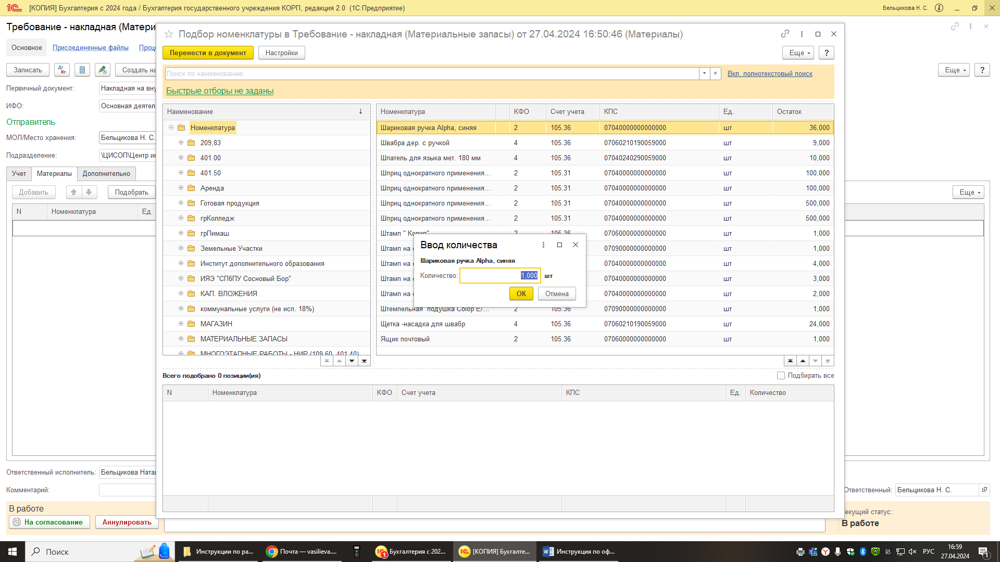 [КОПИЯ] Бухгалтерия с 2024 года / Бухгалтерия государственного учреждения КОРП, редакция 2.0 (1С:Предприятие)
Бельцикова Н. С.
Требование - накладная (Матери
Основное Присоединенные файлы Проце
Записать Создать на
Еще ?
Первичный документ: Накладная на вну
ИФО: Основная деятел
Отправитель
МОЛ/Место хранения: Бельцикова Н. С.
Подразделение: \ЦИСОП\Центр ин
Учет Материалы Дополнительно
Добавить Подобрать
Еще
N Номенклатура Ед.
Подбор номенклатуры в Требование - накладная (Материальные запасы) от 27.04.2024 16:50:46 (Материалы)
Перенести в документ Настройки Еще ?
Поиск по наименованию Вкл. полнотекстовый поиск
Быстрые отборы не заданы
Наименование
Номенклатура
209,83
401.00
401.50
Аренда
Готовая продукция
грКолледж
грПимаш
Земельные Участки
Институт дополнительного образования
ИЯЭ "СПбПУ Сосновый Бор"
КАП. ВЛОЖЕНИЯ
коммунальные услуги (не исп. 18%)
МАГАЗИН
МАТЕРИАЛЬНЫЕ ЗАПАСЫ
МНОГОЭТАПНЫЕ РАБОТЫ - НИР (109.60, 401.40)
Номенклатура КФО Счет учета КПС Ед. Остаток
Шариковая ручка Alpha, синяя 2 105.36 07040000000000000 шт 36,000
Швабра дер. с ручкой 4 105.36 07060210190059000 шт 9,000
Шпатель для языка мет. 180 мм 4 105.36 07040240290059000 шт 10,000
Шприц однократного применения... 2 105.31 07040000000000000 шт 100,000
Шприц однократного применения... 2 105.31 07040000000000000 шт 100,000
Шприц однократного применения... 2 105.31 07040000000000000 шт 500,000
Шприц однократного применения... 2 105.31 07040000000000000 шт 500,000
Штамп " Копия" 2 105.36 07060000000000000 шт 1,000
Штамп на 07090000000000000 шт 1,000
Штамп на 07040000000000000 шт 4,000
Штамп на 07060000000000000 шт 3,000
Штамп на 07040000000000000 шт 2,000
Штемпельная подушка Colop E/... 2 105.36 07090000000000000 шт 1,000
Щетка -насадка для швабр 4 105.36 07060210190059000 шт 24,000
Ящик почтовый 2 105.36 07060000000000000 шт 1,000
Ввод количества
Шариковая ручка Alpha, синяя
Количество: 1,000 шт
ОК Отмена
Всего подобрано 0 позиции(ия) Подбирать все
N Номенклатура КФО Счет учета КПС Ед. Количество
Ответственный исполнитель: Бельцикова Ната
Комментарий:
Ответственный: Бельцикова Н. С.
В работе
На согласование Аннулировать
екущий статус:
В работе
Поиск
Инструкции по ра...
Почта — vasilieva....
Бухгалтерия с 202...
[КОПИЯ] Бухгалте...
Инструкция по оф...
РУС
16:59
27.04.2024